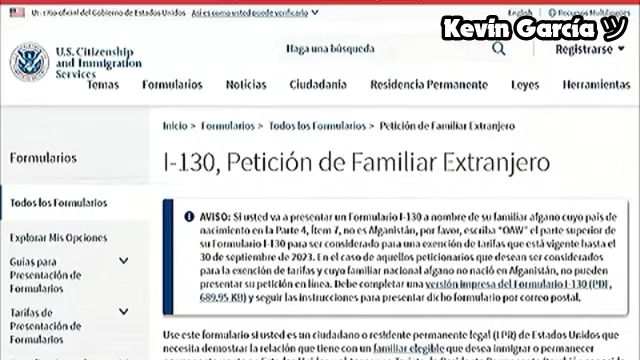 Un sitio oficial del Gobierno de Estados Unidos Así es como usted puede verificarlo English Recursos Multilingües
Kevin García ツ
U.S. Citizenship
and Immigration
Services
Haga una búsqueda
Registrarse
Temas Formularios Noticias Ciudadanía Residencia Permanente Leyes Herramientas
Inicio > Formularios > Todos los Formularios > Petición de Familiar Extranjero
Formularios
I-130, Petición de Familiar Extranjero
Todos los Formularios
Explorar Mis Opciones
Guías para
Presentación de
Formularios
Tarifas de
Presentación de
Formularios
AVISO: Si usted va a presentar un Formulario I-130 a nombre de su familiar afgano cuyo país de
nacimiento en la Parte 4, Ítem 7, no es Afganistán, por favor, escriba "OAW" el parte superior de
su Formulario I-130 para ser considerado para una exención de tarifas que está vigente hasta el
30 de septiembre de 2023. En el caso de aquellos peticionarios que desean ser considerados
para la exención de tarifas y cuyo familiar nacional afgano no nació en Afganistán, no pueden
presentar su petición en línea. Debe completar una versión impresa del Formulario I-130 (PDF,
689.95 KB) y seguir las instrucciones para presentar dicho formulario por correo postal.
Use este formulario si usted es un ciudadano o residente permanente legal (LPR) de Estados Unidos que
necesita demostrar la relación que tiene con un familiar elegible que desea inmigrar o permanecer